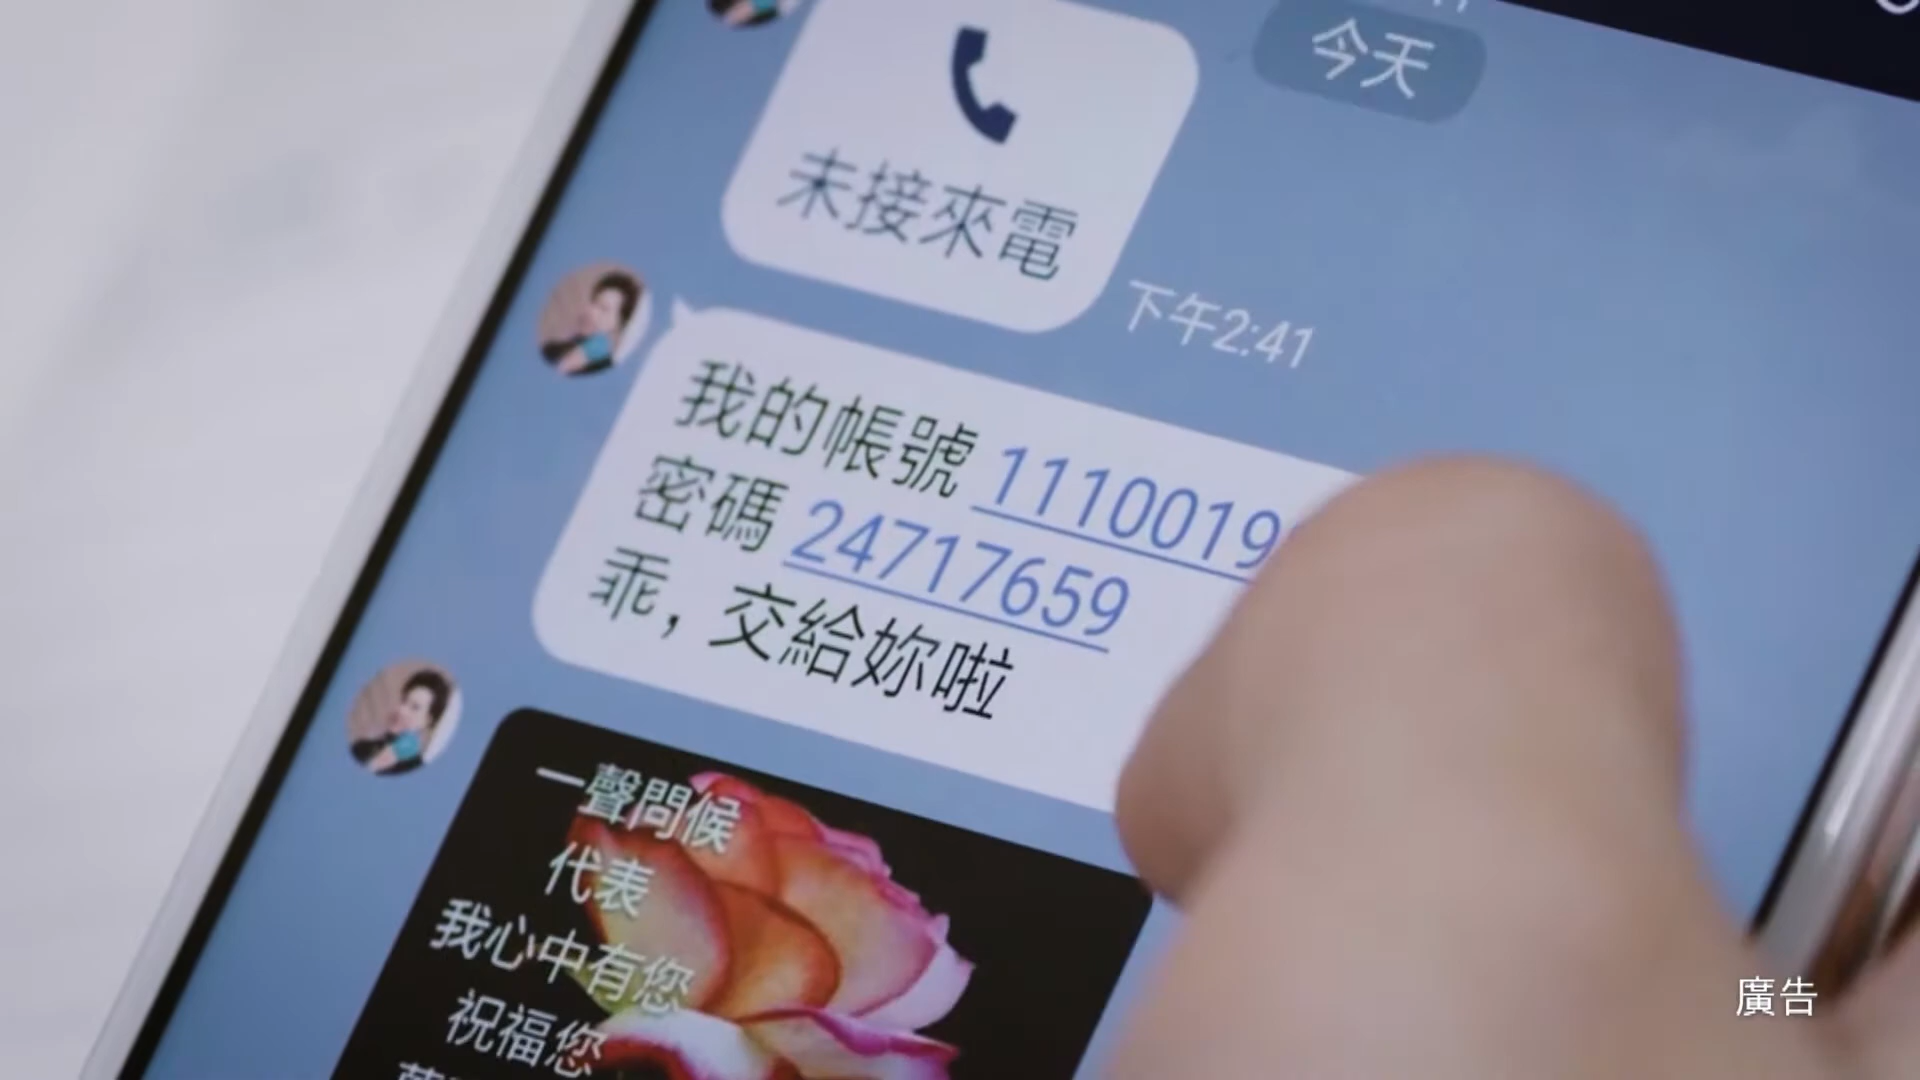 今天
未接來電
下午2:41
我的帳號 1110019
密碼 24717659
乖，交給妳啦
一聲問候
代表
我心中有您
祝福您
廣告